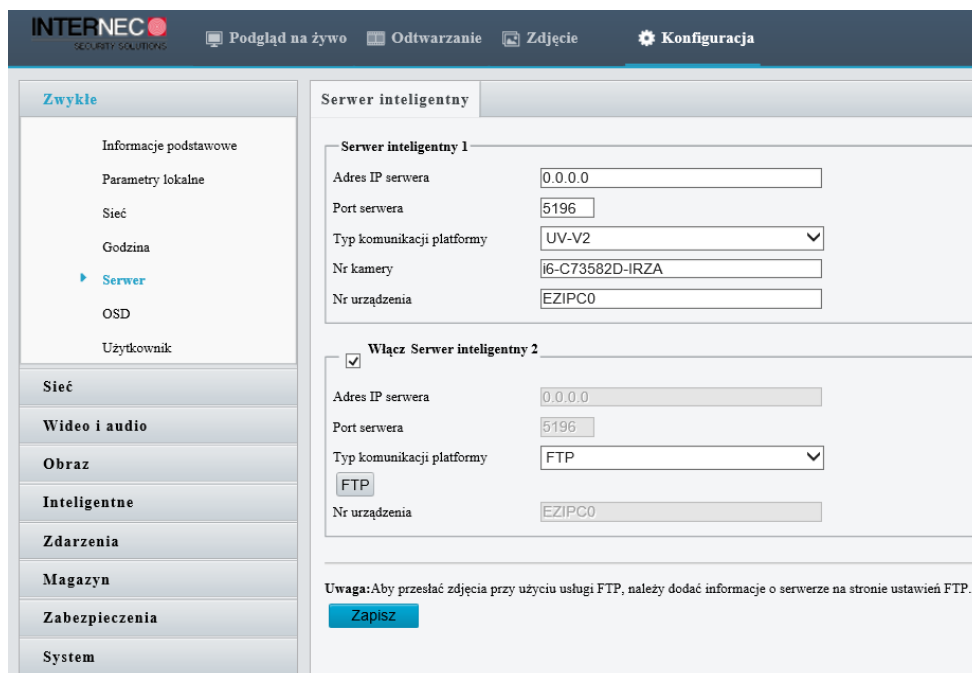 INTERNEC
SECURITY SOLUTIONS
Podgląd na żywo
Odtwarzanie
Zdjęcie
Konfiguracja
Zwykłe
Informacje podstawowe
Parametry lokalne
Sieć
Godzina
Serwer
OSD
Użytkownik
Sieć
Wideo i audio
Obraz
Inteligentne
Zdarzenia
Magazyn
Zabezpieczenia
System
Serwer inteligentny
Serwer inteligentny 1
Adres IP serwera 0.0.0.0
Port serwera 5196
Typ komunikacji platformy UV-V2
Nr kamery i6-C73582D-IRZA
Nr urządzenia EZIPC0
Włącz Serwer inteligentny 2
Adres IP serwera 0.0.0.0
Port serwera 5196
Typ komunikacji platformy FTP
FTP
Nr urządzenia EZIPC0
Uwaga:Aby przesłać zdjęcia przy użyciu usługi FTP, należy dodać informacje o serwerze na stronie ustawień FTP.
Zapisz